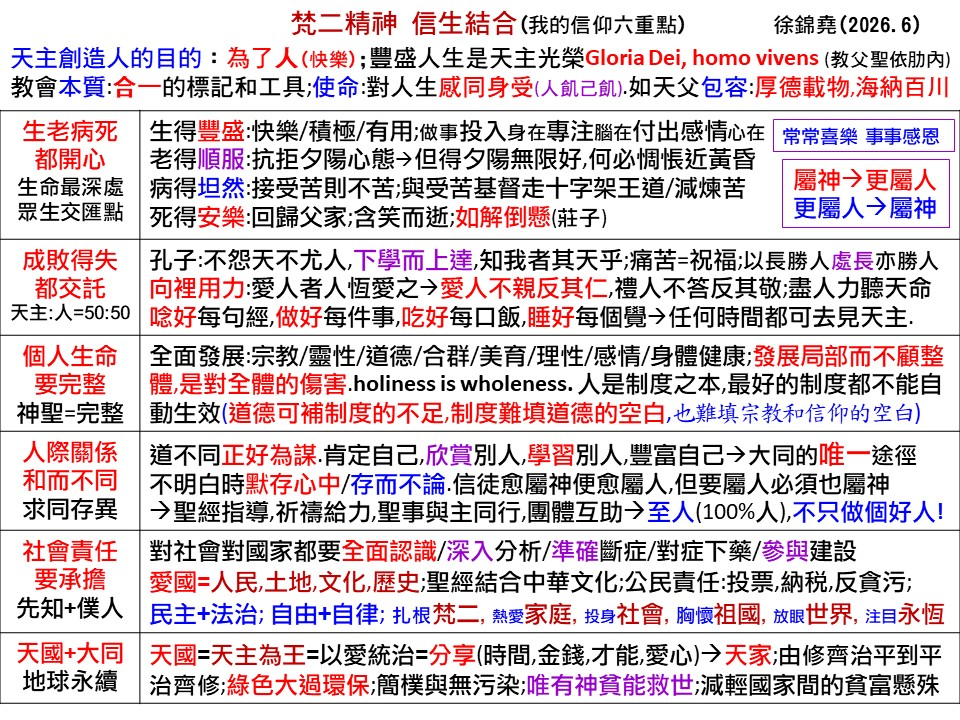 梵二精神 信生結合(我的信仰六重點) 徐錦堯(2026.6)
天主創造人的目的：為了人(快樂);豐盛人生是天主光榮Gloria Dei, homo vivens (教父聖依肋內)
教會本質:合一的標記和工具;使命:對人生感同身受(人飢己飢).如天父包容:厚德載物,海納百川
生老病死
都開心
生命最深處
眾生交匯點
生得豐盛:快樂/積極/有用;做事投入身在專注腦在付出感情心在
老得順服:抗拒夕陽心態→但得夕陽無限好,何必惆悵近黃昏
病得坦然:接受苦則不苦;與受苦基督走十字架王道/減煉苦
死得安樂:回歸父家;含笑而逝;如解倒懸(莊子)
常常喜樂 事事感恩
屬神→更屬人
更屬人→屬神
成敗得失
都交託
天主:人=50:50
孔子:不怨天不尤人,下學而上達,知我者其天乎;痛苦=祝福;以長勝人處長亦勝人
向裡用力:愛人者人恆愛之→愛人不親反其仁,禮人不答反其敬;盡人力聽天命
唸好每句經,做好每件事,吃好每口飯,睡好每個覺→任何時間都可去見天主.
個人生命
要完整
神聖=完整
全面發展:宗教/靈性/道德/合群/美育/理性/感情/身體健康;發展局部而不顧整
體,是對全體的傷害.holiness is wholeness. 人是制度之本,最好的制度都不能自
動生效(道德可補制度的不足,制度難填道德的空白,也難填宗教和信仰的空白)
人際關係
和而不同
求同存異
道不同正好為謀.肯定自己,欣賞別人,學習別人,豐富自己→大同的唯一途徑
不明白時默存心中/存而不論.信徒愈屬神便愈屬人,但要屬人必須也屬神
→聖經指導,祈禱給力,聖事與主同行,團體互助→至人(100%人),不只做個好人!
社會責任
要承擔
先知+僕人
對社會對國家都要全面認識/深入分析/準確斷症/對症下藥/參與建設
愛國=人民,土地,文化,歷史;聖經結合中華文化;公民責任:投票,納税,反貪污;
民主+法治; 自由+自律; 扎根梵二, 熱愛家庭, 投身社會, 胸懷祖國, 放眼世界, 注目永恆
天國+大同
地球永續
天國=天主為王=以愛統治=分享(時間,金錢,才能,愛心)→天家;由修齊治平到平
治齊修;綠色大過環保;簡樸與無污染;唯有神貧能救世;減輕國家間的貧富懸殊